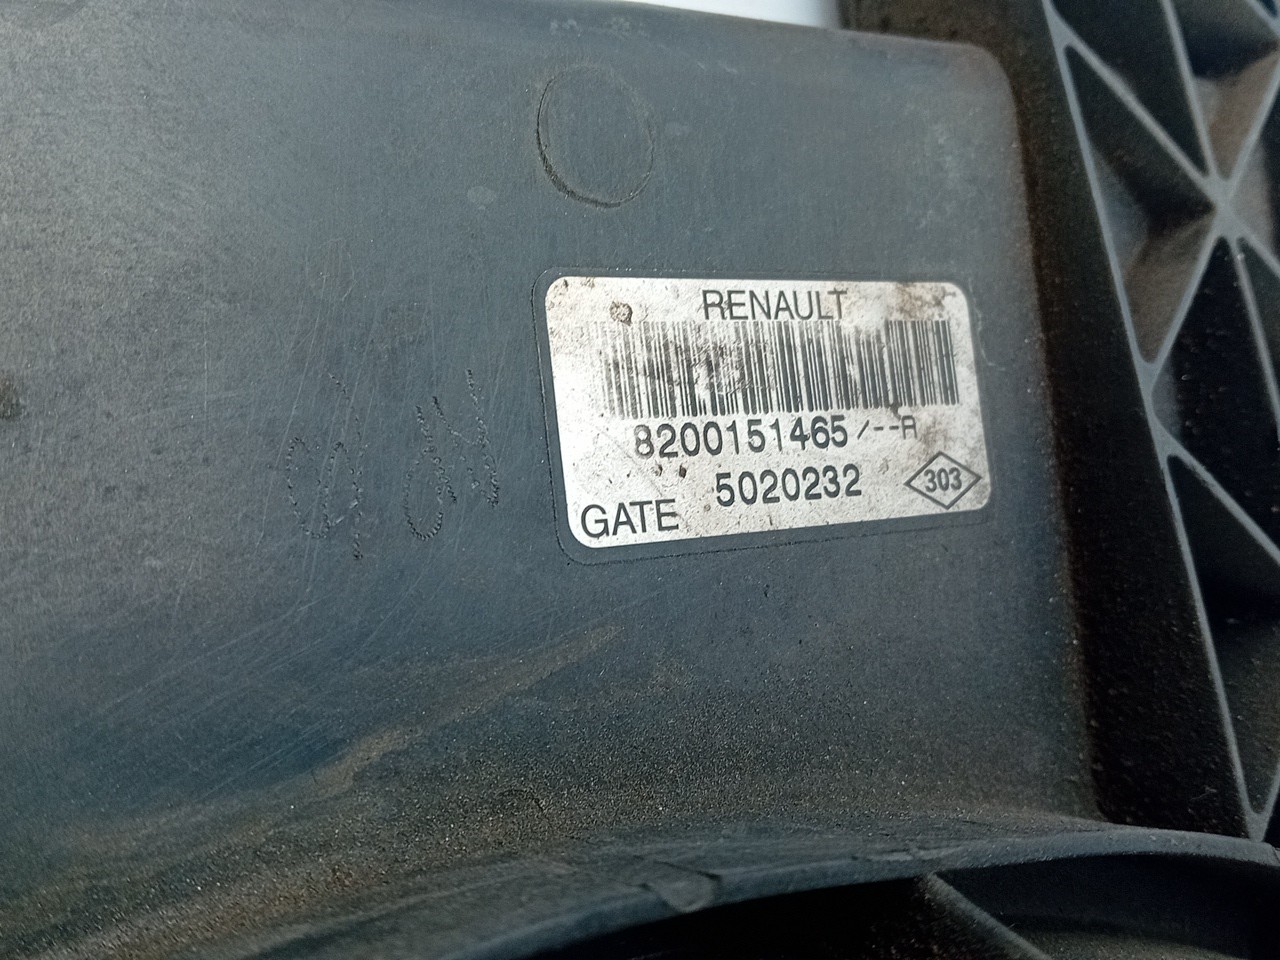 RENAULT
8200151465/--A
5020232
303
GATE